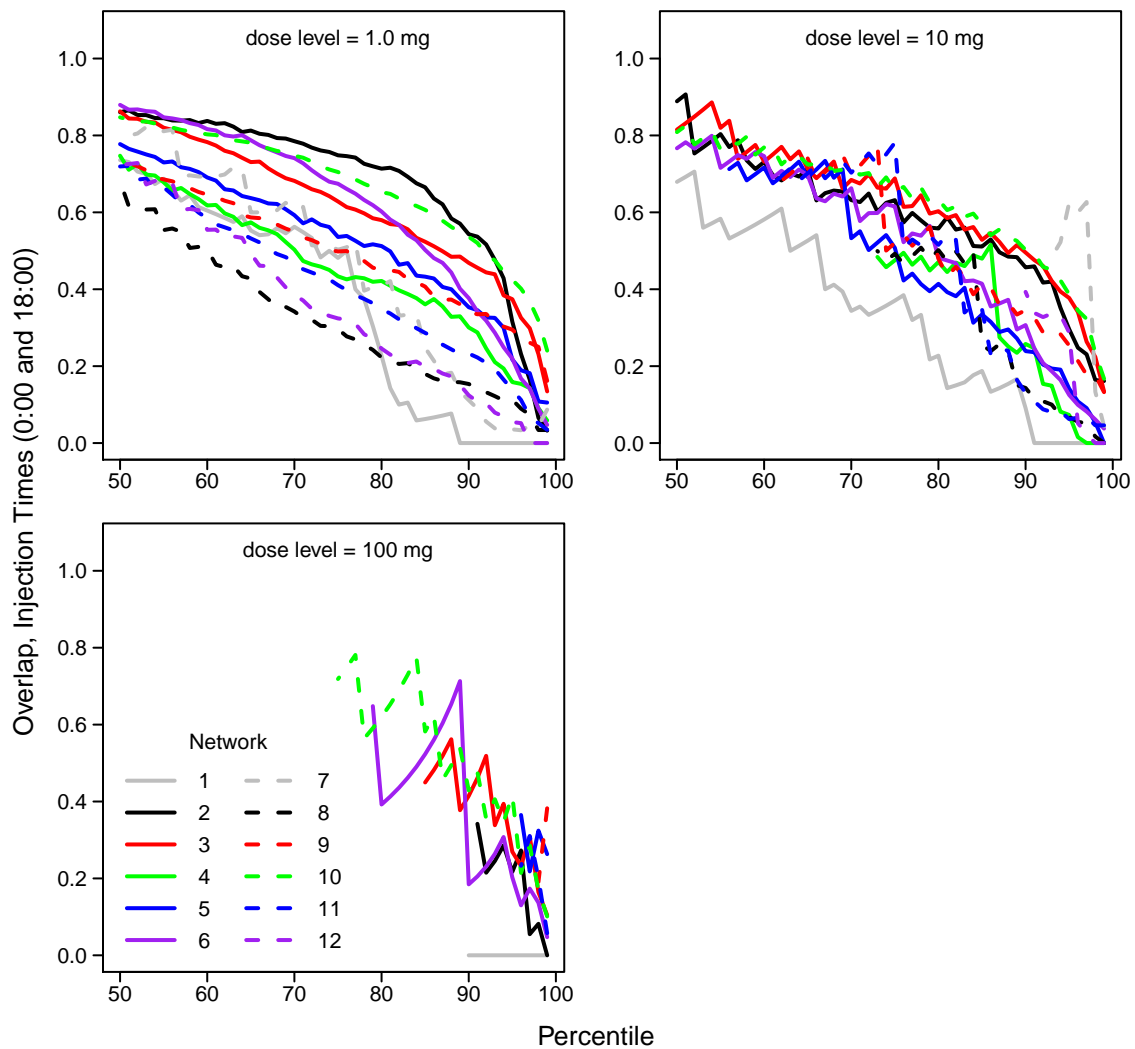 dose level = 1.0 mg
1.0
0.8
0.6
0.4
0.2
0.0
50 60 70 80 90 100
dose level = 10 mg
1.0
0.8
0.6
0.4
0.2
0.0
50 60 70 80 90 100
Overlap, Injection Times (0:00 and 18:00)
dose level = 100 mg
1.0
0.8
0.6
0.4
0.2
0.0
Network
1 7
2 8
3 9
4 10
5 11
6 12
50 60 70 80 90 100
Percentile